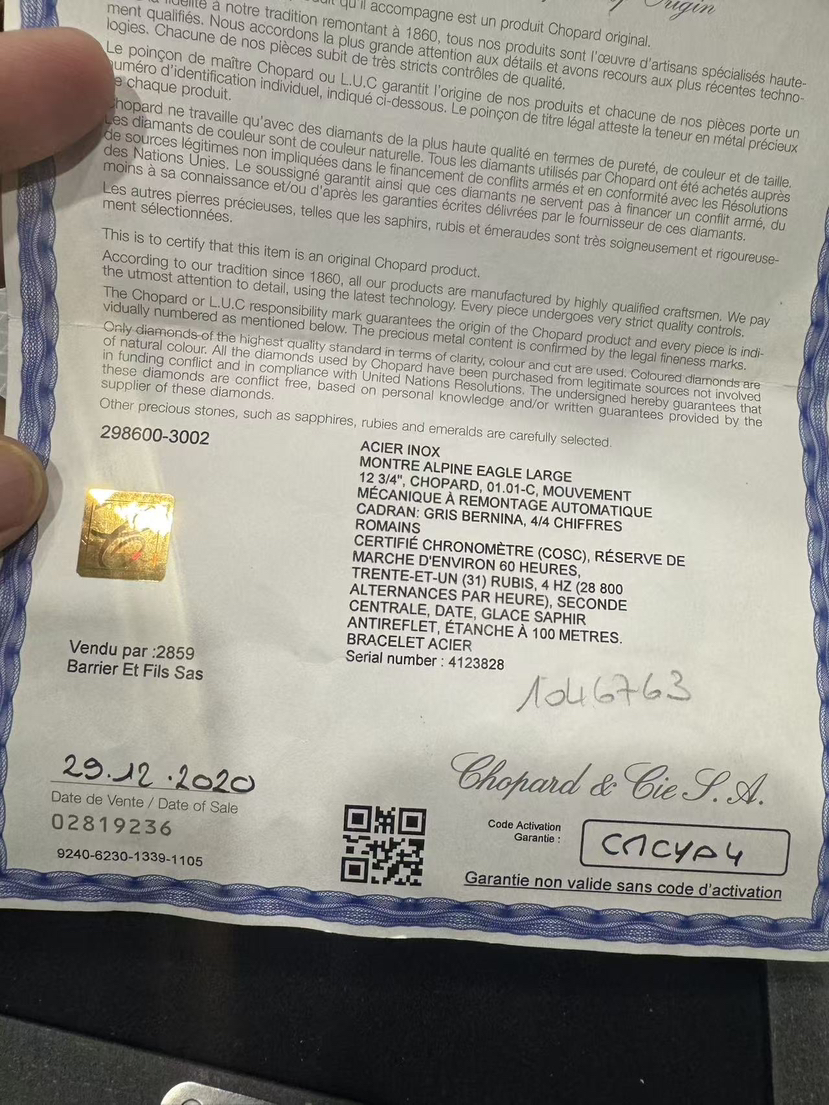 Origin
qu'il accompagne est un produit Chopard original.
à notre tradition remontant à 1860, tous nos produits sont l'œuvre d'artisans spécialisés haute-
ment qualifiés. Nous accordons la plus grande attention aux détails et avons recours aux plus récentes techno-
logies. Chacune de nos pièces subit de très stricts contrôles de qualité.
Le poinçon de maître Chopard ou L.U.C garantit l'origine de nos produits et chacune de nos pièces porte un
numéro d'identification individuel, indiqué ci-dessous. Le poinçon de titre légal atteste la teneur en métal précieux
de chaque produit.
Chopard ne travaille qu'avec des diamants de la plus haute qualité en termes de pureté, de couleur et de taille.
Les diamants de couleur sont de couleur naturelle. Tous les diamants utilisés par Chopard ont été achetés auprès
de sources légitimes non impliquées dans le financement de conflits armés et en conformité avec les Résolutions
des Nations Unies. Le soussigné garantit ainsi que ces diamants ne servent pas à financer un conflit armé, du
moins à sa connaissance et/ou d'après les garanties écrites délivrées par le fournisseur de ces diamants.
Les autres pierres précieuses, telles que les saphirs, rubis et émeraudes sont très soigneusement et rigoureuse-
ment sélectionnées.
This is to certify that this item is an original Chopard product.
According to our tradition since 1860, all our products are manufactured by highly qualified craftsmen. We pay
the utmost attention to detail, using the latest technology. Every piece undergoes very strict quality controls.
The Chopard or L.U.C responsibility mark guarantees the origin of the Chopard product and every piece is indi-
vidually numbered as mentioned below. The precious metal content is confirmed by the legal fineness marks.
Only diamonds of the highest quality standard in terms of clarity, colour and cut are used. Coloured diamonds are
of natural colour. All the diamonds used by Chopard have been purchased from legitimate sources not involved
in funding conflict and in compliance with United Nations Resolutions. The undersigned hereby guarantees that
these diamonds are conflict free, based on personal knowledge and/or written guarantees provided by the
supplier of these diamonds.
Other precious stones, such as sapphires, rubies and emeralds are carefully selected.
298600-3002
ACIER INOX
MONTRE ALPINE EAGLE LARGE
12 3/4", CHOPARD, 01.01-C, MOUVEMENT
MÉCANIQUE À REMONTAGE AUTOMATIQUE
CADRAN: GRIS BERNINA, 4/4 CHIFFRES
ROMAINS
CERTIFIÉ CHRONOMÈTRE (COSC), RÉSERVE DE
MARCHE D'ENVIRON 60 HEURES,
TRENTE-ET-UN (31) RUBIS, 4 HZ (28 800
ALTERNANCES PAR HEURE), SECONDE
CENTRALE, DATE, GLACE SAPHIR
ANTIREFLET, ÉTANCHE À 100 METRES.
BRACELET ACIER
Serial number : 4123828
1046763
Vendu par :2859
Barrier Et Fils Sas
29.12.2020
Date de Vente / Date of Sale
02819236
9240-6230-1339-1105
Chopard & Cie S.A.
Code Activation
Garantie :
Garantie non valide sans code d'activation